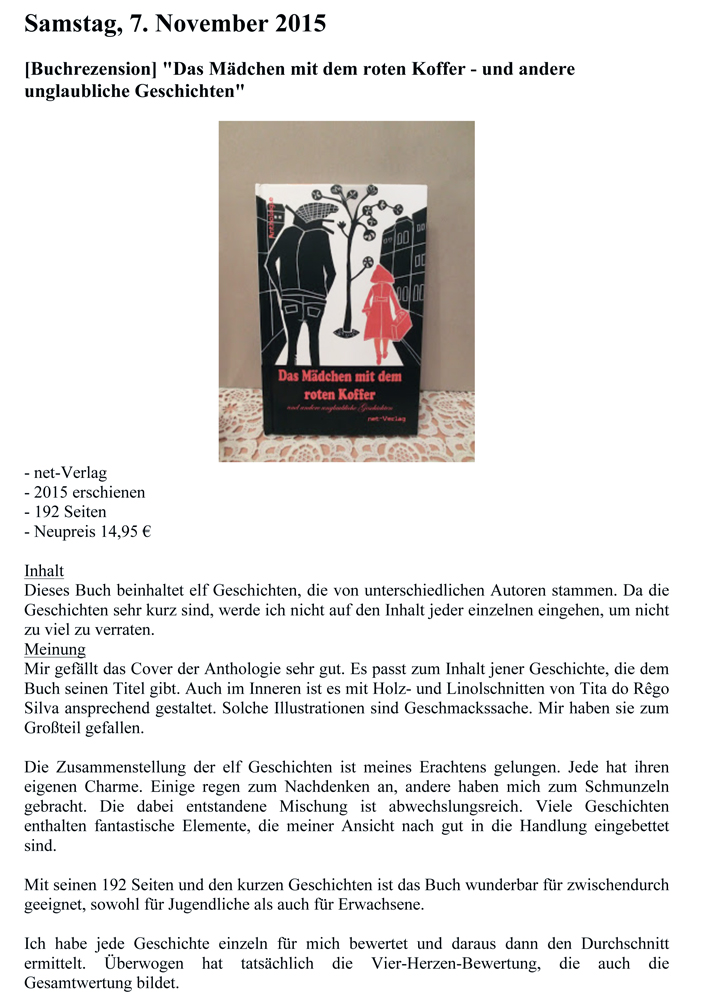 Samstag, 7. November 2015
[Buchrezension] "Das Mädchen mit dem roten Koffer - und andere
unglaubliche Geschichten"
Anthologie
Das Mädchen mit dem
roten Koffer
und andere unglaubliche Geschichten
net-Verlag
- net-Verlag
- 2015 erschienen
- 192 Seiten
- Neupreis 14,95 €
Inhalt
Dieses Buch beinhaltet elf Geschichten, die von unterschiedlichen Autoren stammen. Da die
Geschichten sehr kurz sind, werde ich nicht auf den Inhalt jeder einzelnen eingehen, um nicht
zu viel zu verraten.
Meinung
Mir gefällt das Cover der Anthologie sehr gut. Es passt zum Inhalt jener Geschichte, die dem
Buch seinen Titel gibt. Auch im Inneren ist es mit Holz- und Linolschnitten von Tita do Rêgo
Silva ansprechend gestaltet. Solche Illustrationen sind Geschmackssache. Mir haben sie zum
Großteil gefallen.
Die Zusammenstellung der elf Geschichten ist meines Erachtens gelungen. Jede hat ihren
eigenen Charme. Einige regen zum Nachdenken an, andere haben mich zum Schmunzeln
gebracht. Die dabei entstandene Mischung ist abwechslungsreich. Viele Geschichten
enthalten fantastische Elemente, die meiner Ansicht nach gut in die Handlung eingebettet
sind.
Mit seinen 192 Seiten und den kurzen Geschichten ist das Buch wunderbar für zwischendurch
geeignet, sowohl für Jugendliche als auch für Erwachsene.
Ich habe jede Geschichte einzeln für mich bewertet und daraus dann den Durchschnitt
ermittelt. Überwogen hat tatsächlich die Vier-Herzen-Bewertung, die auch die
Gesamtwertung bildet.